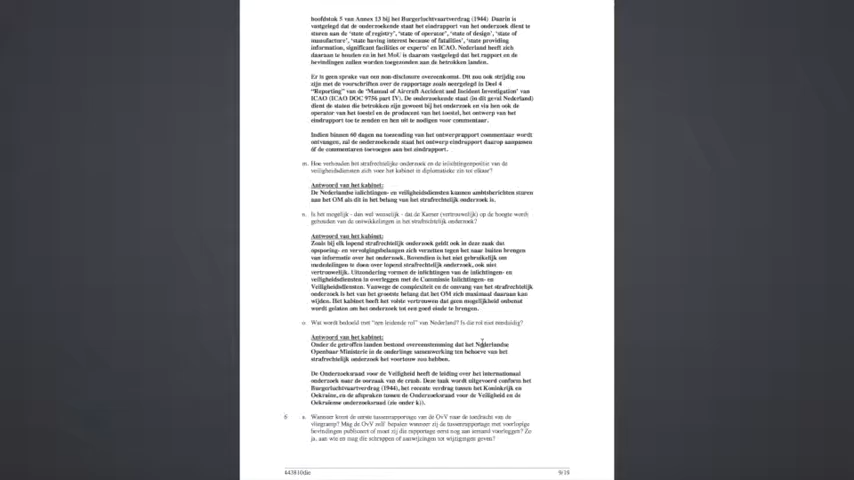 hoofdstuk 5 van Annex 13 bij het Burgerluchtvaartverdrag (1944) Daarin is
vastgelegd dat de onderzoekende staat het eindrapport van het onderzoek dient te
sturen aan de 'state of registry', 'state of operator', 'state of design', 'state of
manufacture', 'state having interest because of fatalities', 'state providing
information, significant facilities or experts' en ICAO. Nederland heeft zich
daaraan te houden en in het MoU is daarom vastgelegd dat het rapport en de
bevindingen zullen worden toegezonden aan de betrokken landen.
Er is geen sprake van een non-disclosure overeenkomst. Dit zou ook strijdig zou
zijn met de voorschriften over de rapportage zoals neergelegd in Deel 4
"Reporting" van de 'Manual of Aircraft Accident and Incident Investigation' van
ICAO (ICAO DOC 9756 part IV). De onderzoekende staat (in dit geval Nederland)
dient de staten die betrokken zijn geweest bij het onderzoek en via hen ook de
operator van het toestel en de producent van het toestel, het ontwerp van het
eindrapport toe te zenden en hen uit te nodigen voor commentaar.
Indien binnen 60 dagen na toezending van het ontwerprapport commentaar wordt
ontvangen, zal de onderzoekende staat het ontwerp eindrapport daarop aanpassen
óf de commentaren toevoegen aan het eindrapport.
m. Hoe verhouden het strafrechtelijke onderzoek en de inlichtingenpositie van de
veiligheidsdiensten zich voor het kabinet in diplomatieke zin tot elkaar?
Antwoord van het kabinet:
De Nederlandse inlichtingen- en veiligheidsdiensten kunnen ambtsberichten sturen
aan het OM als dit in het belang van het strafrechtelijk onderzoek is.
n. Is het mogelijk - dan wel wenselijk - dat de Kamer (vertrouwelijk) op de hoogte wordt
gehouden van de ontwikkelingen in het strafrechtelijk onderzoek?
Antwoord van het kabinet:
Zoals bij elk lopend strafrechtelijk onderzoek geldt ook in deze zaak dat
opsporing- en vervolgingsbelangen zich verzetten tegen het naar buiten brengen
van informatie over het onderzoek. Bovendien is het niet gebruikelijk om
mededelingen te doen over lopend strafrechtelijk onderzoek, ook niet
vertrouwelijk. Uitzondering vormen de inlichtingen van de inlichtingen- en
veiligheidsdiensten in overleggen met de Commissie Inlichtingen- en
Veiligheidsdiensten. Vanwege de complexiteit en de omvang van het strafrechtelijk
onderzoek is het van het grootste belang dat het OM zich maximaal daaraan kan
wijden. Het kabinet heeft het volste vertrouwen dat geen mogelijkheid onbenut
wordt gelaten om het onderzoek tot een goed einde te brengen.
o. Wat wordt bedoeld met "een leidende rol" van Nederland? Is die rol niet meeduidig?
Antwoord van het kabinet:
Onder de getroffen landen bestond overeenstemming dat het Nederlandse
Openbaar Ministerie in de onderlinge samenwerking ten behoeve van het
strafrechtelijk onderzoek het voortouw zou hebben.
De Onderzoeksraad voor de Veiligheid heeft de leiding over het internationaal
onderzoek naar de oorzaak van de crash. Deze taak wordt uitgevoerd conform het
Burgerluchtvaartverdrag (1944), het recente verdrag tussen het Koninkrijk en
Oekraïne, en de afspraken tussen de Onderzoeksraad voor de Veiligheid en de
Oekraïense onderzoeksraad (zie onder k)).
6 a. Wanneer komt de eerste tussenrapportage van de OvV naar de toedracht van de
vliegramp? Mag de OvV zelf bepalen wanneer zij de tussenrapportage met voorlopige
bevindingen publiceert of moet zij die rapportage eerst nog aan iemand voorleggen? Zo
ja, aan wie en mag die schrappen of aanwijzingen tot wijzigingen geven?
443810die 9/18